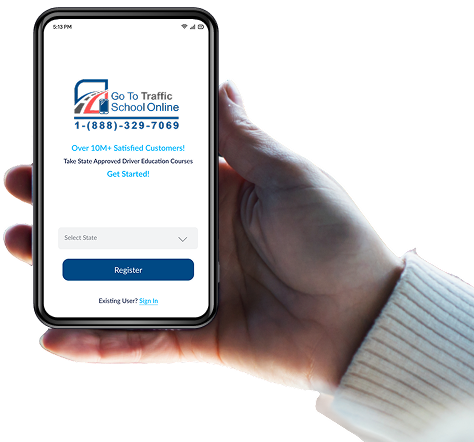 5:13 PM
Go To Traffic
School Online
1-(888)-329-7069
Over 10M+ Satisfied Customers!
Take State Approved Driver Education Courses
Get Started!
Select State
Register
Existing User? Sign In